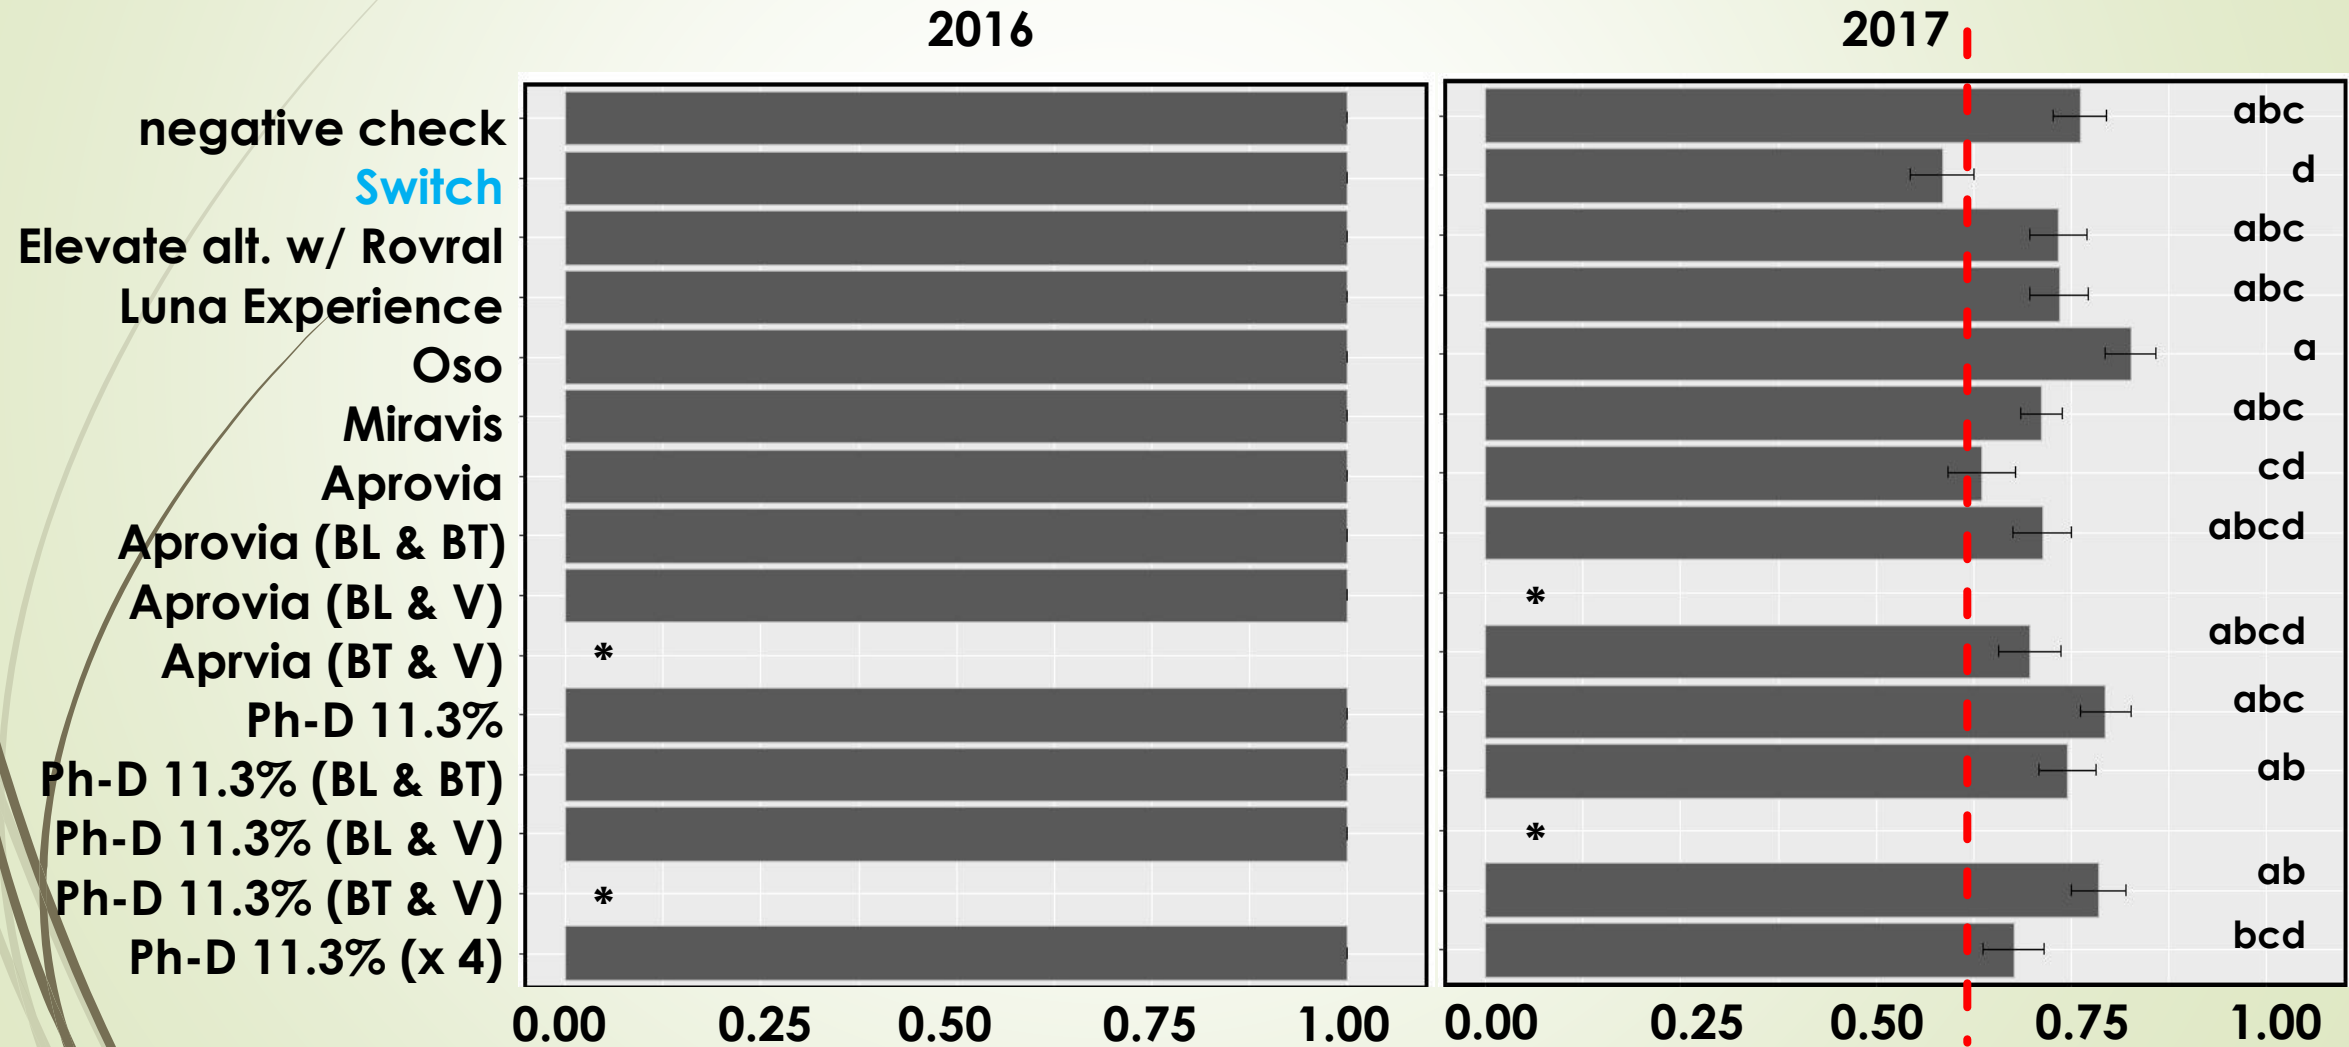 2016 2017
negative check abc
Switch d
Elevate alt. w/ Rovral abc
Luna Experience abc
Oso a
Miravis abc
Aprovia cd
Aprovia (BL & BT) abcd
Aprovia (BL & V) *
Aprvia (BT & V) * abcd
Ph-D 11.3% abc
Ph-D 11.3% (BL & BT) ab
Ph-D 11.3% (BL & V) *
Ph-D 11.3% (BT & V) * ab
Ph-D 11.3% (x 4) bcd
0.00 0.25 0.50 0.75 1.00 0.00 0.25 0.50 0.75 1.00